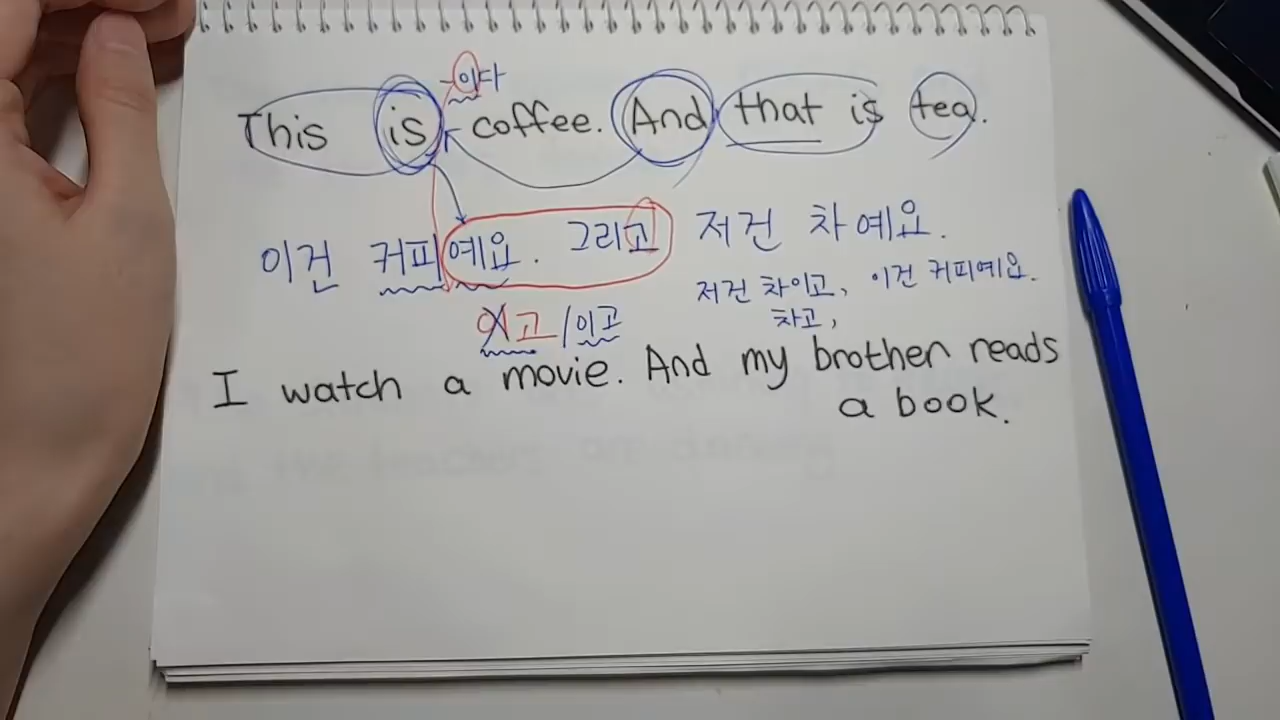 -이다
This is coffee. And that is tea.
이건 커피예요. 그리고 저건 차예요.
저건 차이고, 이건 커피예요.
차고,
이고/이고
I watch a movie. And my brothen reads
a book.